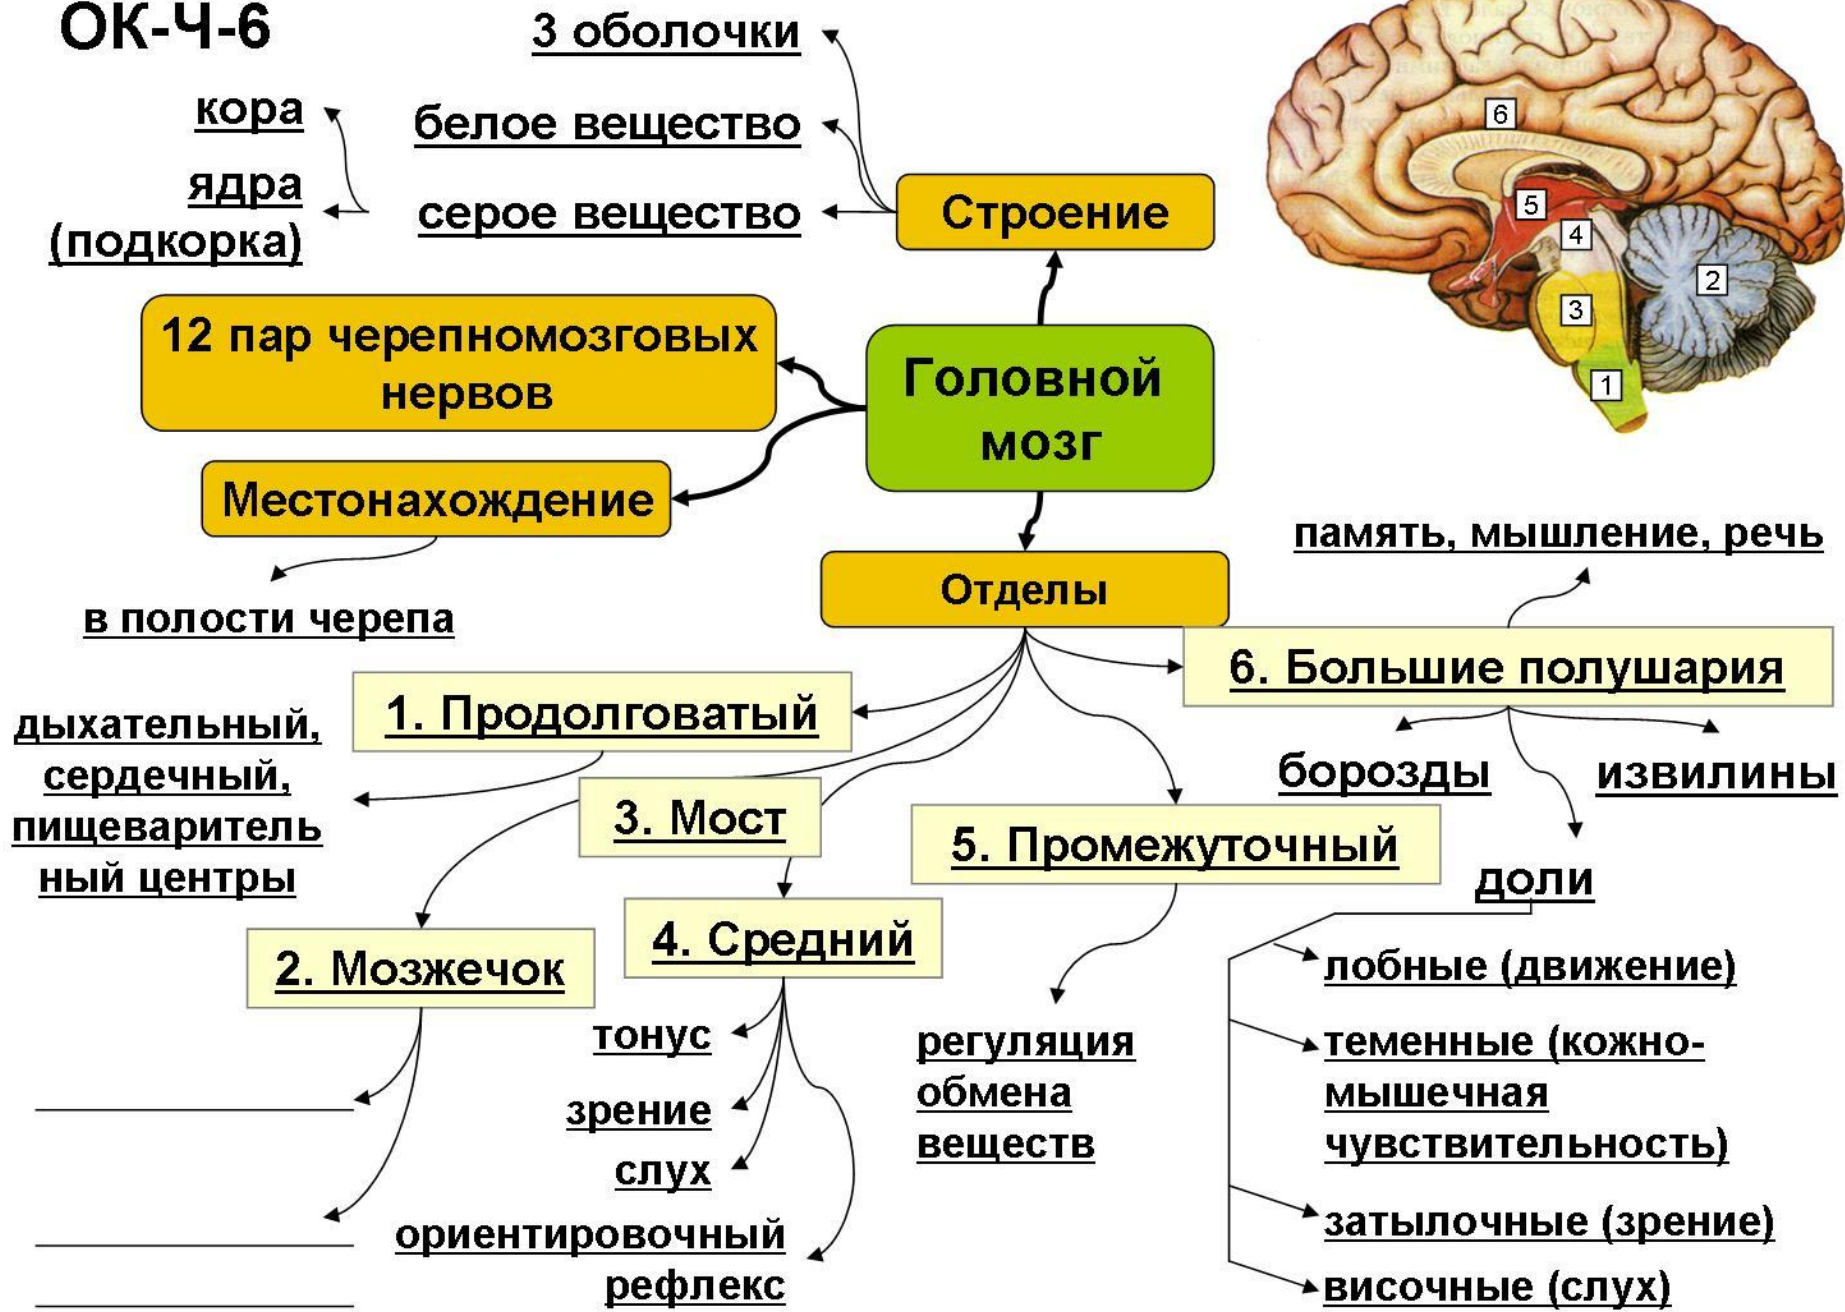 ОК-Ч-6
3 оболочки
кора
белое вещество
ядра
(подкорка)
серое вещество
Строение
6
5
4
2
3
1
12 пар черепномозговых
нервов
Головной
мозг
Местонахождение
в полости черепа
Отделы
память, мышление, речь
6. Большие полушария
1. Продолговатый
дыхательный,
сердечный,
пищеваритель
ный центры
борозды
извилины
3. Мост
5. Промежуточный
доли
2. Мозжечок
4. Средний
тонус
зрение
слух
ориентировочный
рефлекс
регуляция
обмена
веществ
лобные (движение)
теменные (кожно-
мышечная
чувствительность)
затылочные (зрение)
височные (слух)